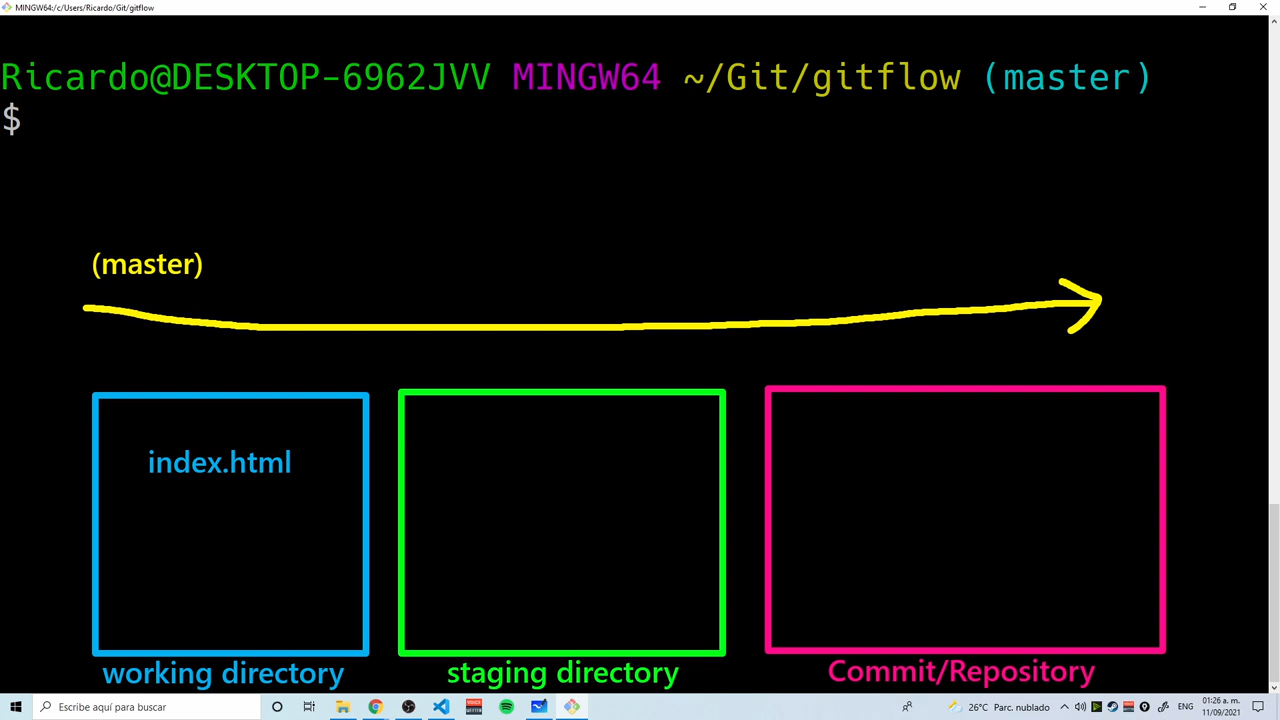 MINGW64:/c/Users/Ricardo/Git/gitflow
Ricardo@DESKTOP-6962JVV MINGW64 ~/Git/gitflow (master)
$
(master)
index.html
working directory
staging directory
Commit/Repository
Escribe aquí para buscar
26°C Parc. nublado
ENG
01:26 a. m.
11/09/2021